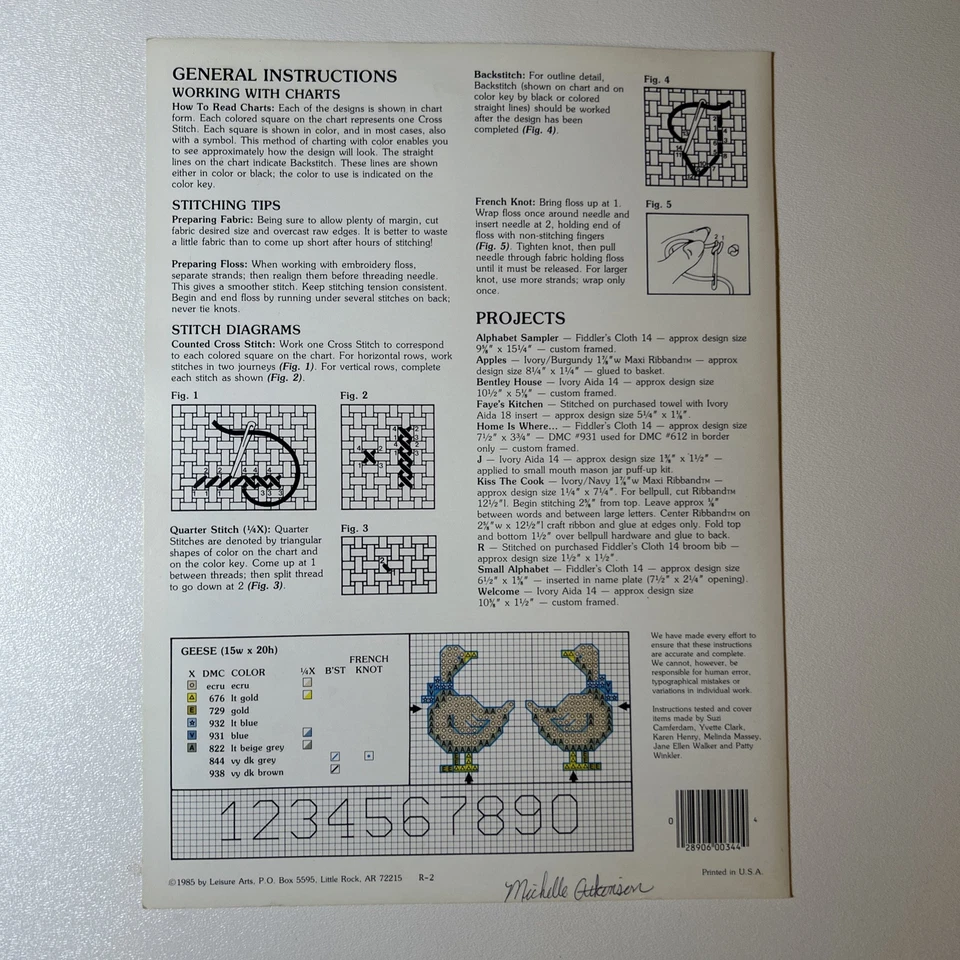 GENERAL INSTRUCTIONS
WORKING WITH CHARTS
How To Read Charts: Each of the designs is shown in chart
form. Each colored square on the chart represents one Cross
Stitch. Each square is shown in color, and in most cases, also
with a symbol. This method of charting with color enables you
to see approximately how the design will look. The straight
lines on the chart indicate Backstitch. These lines are shown
either in color or black; the color to use is indicated on the
color key.
STITCHING TIPS
Preparing Fabric: Being sure to allow plenty of margin, cut
fabric desired size and overcast raw edges. It is better to waste
a little fabric than to come up short after hours of stitching!
Preparing Floss: When working with embroidery floss,
separate strands; then realign them before threading needle.
This gives a smoother stitch. Keep stitching tension consistent.
Begin and end floss by running under several stitches on back;
never tie knots.
STITCH DIAGRAMS
Counted Cross Stitch: Work one Cross Stitch to correspond
to each colored square on the chart. For horizontal rows, work
stitches in two journeys (Fig. 1). For vertical rows, complete
each stitch as shown (Fig. 2).
Fig. 1
Fig. 2
Quarter Stitch (¼X): Quarter
Stitches are denoted by triangular
shapes of color on the chart and
on the color key. Come up at 1
between threads; then split thread
to go down at 2 (Fig. 3).
Fig. 3
Backstitch: For outline detail,
Backstitch (shown on chart and on
color key by black or colored
straight lines) should be worked
after the design has been
completed (Fig. 4).
Fig. 4
French Knot: Bring floss up at 1.
Wrap floss once around needle and
insert needle at 2, holding end of
floss with non-stitching fingers
(Fig. 5). Tighten knot, then pull
needle through fabric holding floss
until it must be released. For larger
knot, use more strands; wrap only
once.
Fig. 5
PROJECTS
Alphabet Sampler — Fiddler's Cloth 14 — approx design size
9⅝" x 15¼" — custom framed.
Apples — Ivory/Burgundy 1⅞"w Maxi Ribband™ — approx
design size 8¼" x 1¼" — glued to basket.
Bentley House — Ivory Aida 14 — approx design size
10½" x 5⅛" — custom framed.
Faye's Kitchen — Stitched on purchased towel with Ivory
Aida 18 insert — approx design size 5¼" x 1⅛".
Home Is Where... — Fiddler's Cloth 14 — approx design size
7½" x 3¾" — DMC #931 used for DMC #612 in border
only — custom framed.
J — Ivory Aida 14 — approx design size 1⅜" x 1½" —
applied to small mouth mason jar puff-up kit.
Kiss The Cook — Ivory/Navy 1⅞"w Maxi Ribband™ —
approx design size 1¼" x 7¼". For bellpull, cut Ribband™
12½"l. Begin stitching 2⅝" from top. Leave approx ⅛"
between words and between large letters. Center Ribband™ on
2⅝"w x 12½"l craft ribbon and glue at edges only. Fold top
and bottom 1½" over bellpull hardware and glue to back.
R — Stitched on purchased Fiddler's Cloth 14 broom bib —
approx design size 1½" x 1½".
Small Alphabet — Fiddler's Cloth 14 — approx design size
6½" x 1⅝" — inserted in name plate (7½" x 2¼" opening).
Welcome — Ivory Aida 14 — approx design size
10⅝" x 1½" — custom framed.
GEESE (15w x 20h)
X DMC COLOR ¼X B'ST FRENCH KNOT
ecru ecru
676 lt gold
729 gold
932 lt blue
931 blue
822 lt beige grey
844 vy dk grey
938 vy dk brown
1234567890
We have made every effort to
ensure that these instructions
are accurate and complete.
We cannot, however, be
responsible for human error,
typographical mistakes or
variations in individual work.
Instructions tested and cover
items made by Suzi
Camferdam, Yvette Clark,
Karen Henry, Melinda Massey,
Jane Ellen Walker and Patty
Winkler.
0 28906 00344 4
©1985 by Leisure Arts, P.O. Box 5595, Little Rock, AR 72215 R-2
Printed in U.S.A.
Michelle Atkinson